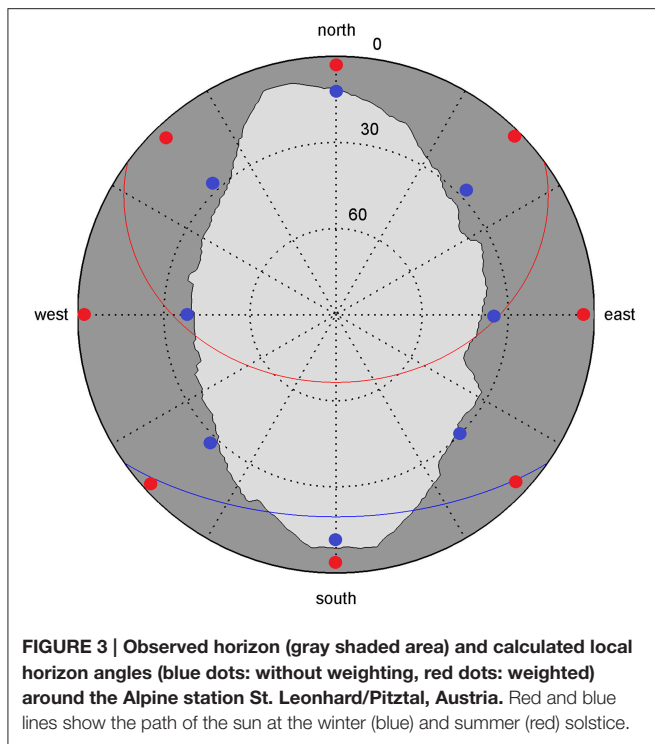 north
0
30
60
west
east
south
FIGURE 3 | Observed horizon (gray shaded area) and calculated local
horizon angles (blue dots: without weighting, red dots: weighted)
around the Alpine station St. Leonhard/Pitztal, Austria. Red and blue
lines show the path of the sun at the winter (blue) and summer (red) solstice.